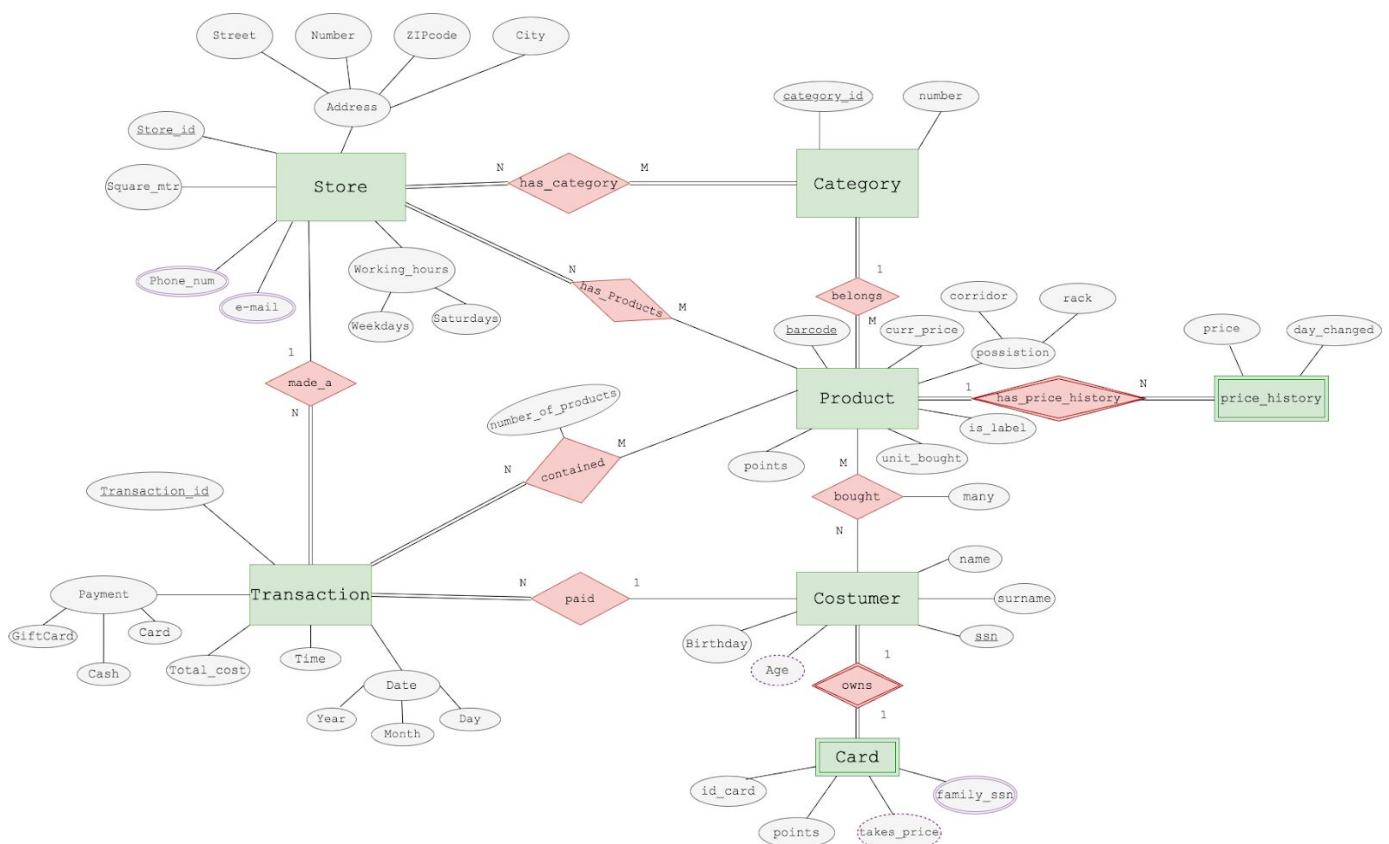 Street
Number
ZIPcode
City
Address
Store_id
Square_mtr
Store
Phone_num
e-mail
Working_hours
Weekdays
Saturdays
N
has_category
M
category_id
number
Category
N
has_Products
M
1
belongs
M
corridor
rack
possistion
barcode
curr_price
Product
points
unit_bought
is_label
1
has_price_history
N
price
day_changed
price_history
1
made_a
N
number_of_products
N
contained
M
M
bought
many
N
Transaction_id
Transaction
Payment
GiftCard
Cash
Card
Total_cost
Time
Date
Year
Month
Day
N
paid
1
Costumer
name
surname
ssn
Birthday
Age
1
owns
1
Card
id_card
points
takes_price
family_ssn